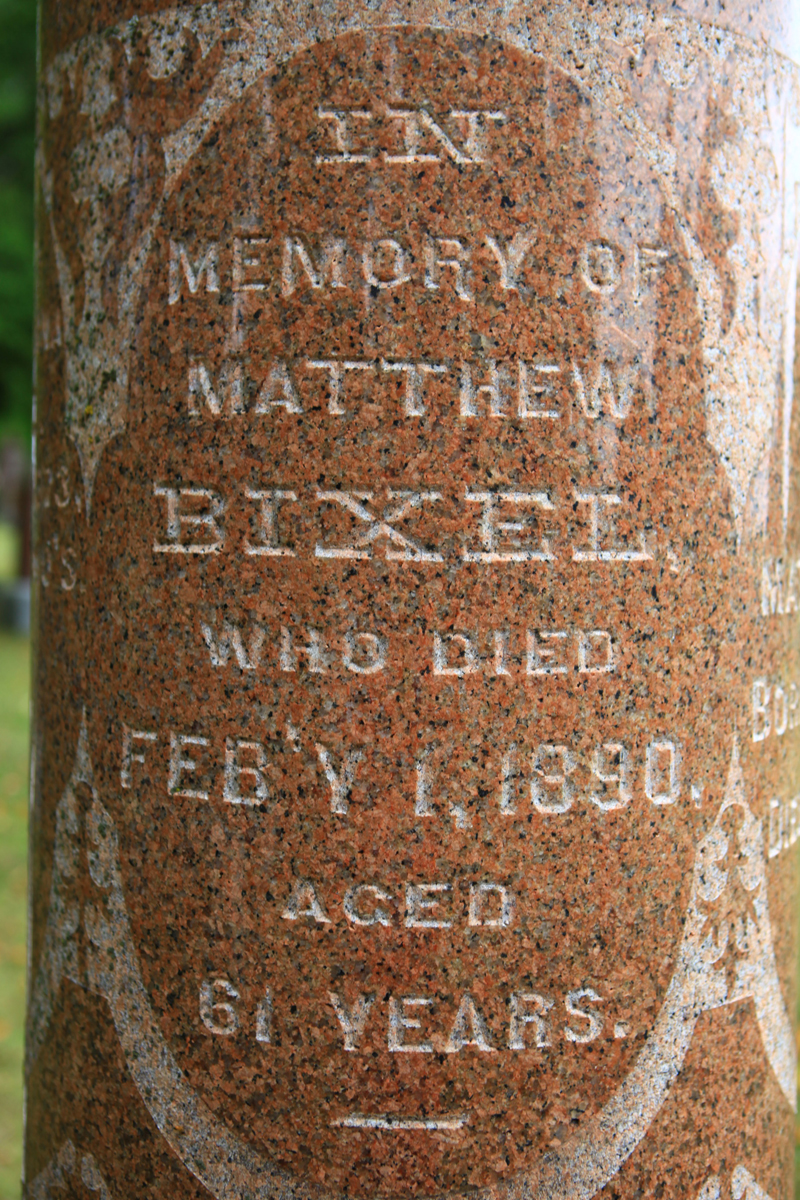 IN
MEMORY OF
MATTHEW
BIXEL,
WHO DIED
FEB'Y 1, 1890.
AGED
61 YEARS.